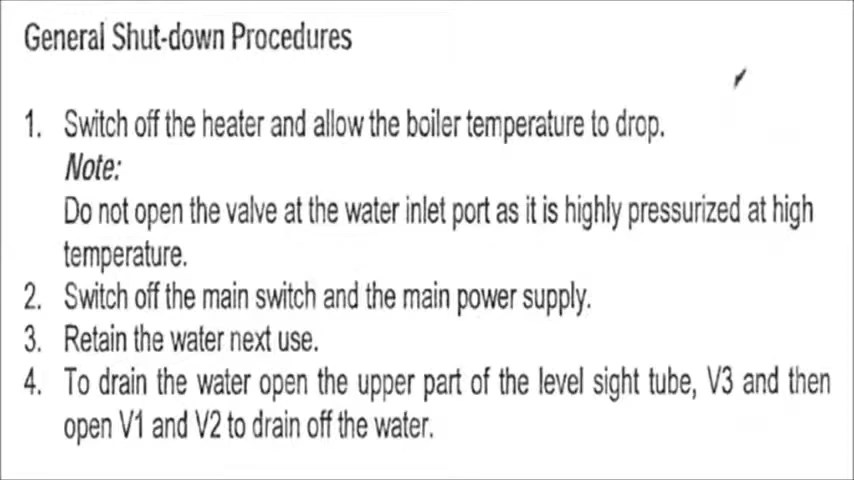 General Shut-down Procedures
1. Switch off the heater and allow the boiler temperature to drop.
Note:
Do not open the valve at the water inlet port as it is highly pressurized at high
temperature.
2. Switch off the main switch and the main power supply.
3. Retain the water next use.
4. To drain the water open the upper part of the level sight tube, V3 and then
open V1 and V2 to drain off the water.